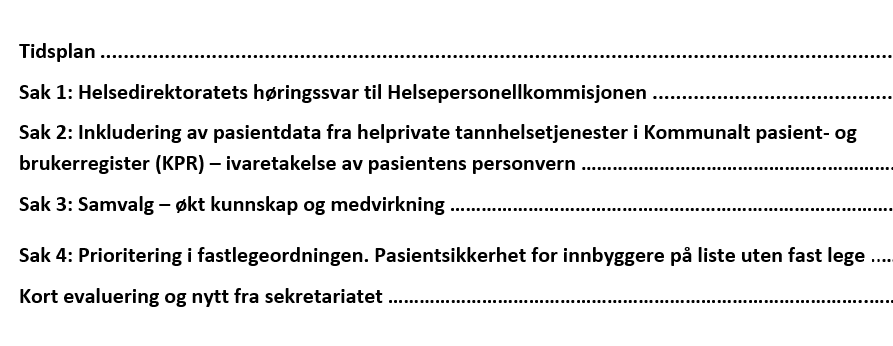 Tidsplan ............................................................................................................................................
Sak 1: Helsedirektoratets høringssvar til Helsepersonellkommisjonen ..........................................
Sak 2: Inkludering av pasientdata fra helprivate tannhelsetjenester i Kommunalt pasient- og
brukerregister (KPR) – ivaretakelse av pasientens personvern ……………………………………………………
Sak 3: Samvalg – økt kunnskap og medvirkning ……………………………………………………………………………
Sak 4: Prioritering i fastlegeordningen. Pasientsikkerhet for innbyggere på liste uten fast lege .….
Kort evaluering og nytt fra sekretariatet ………………………………………………………………………………………